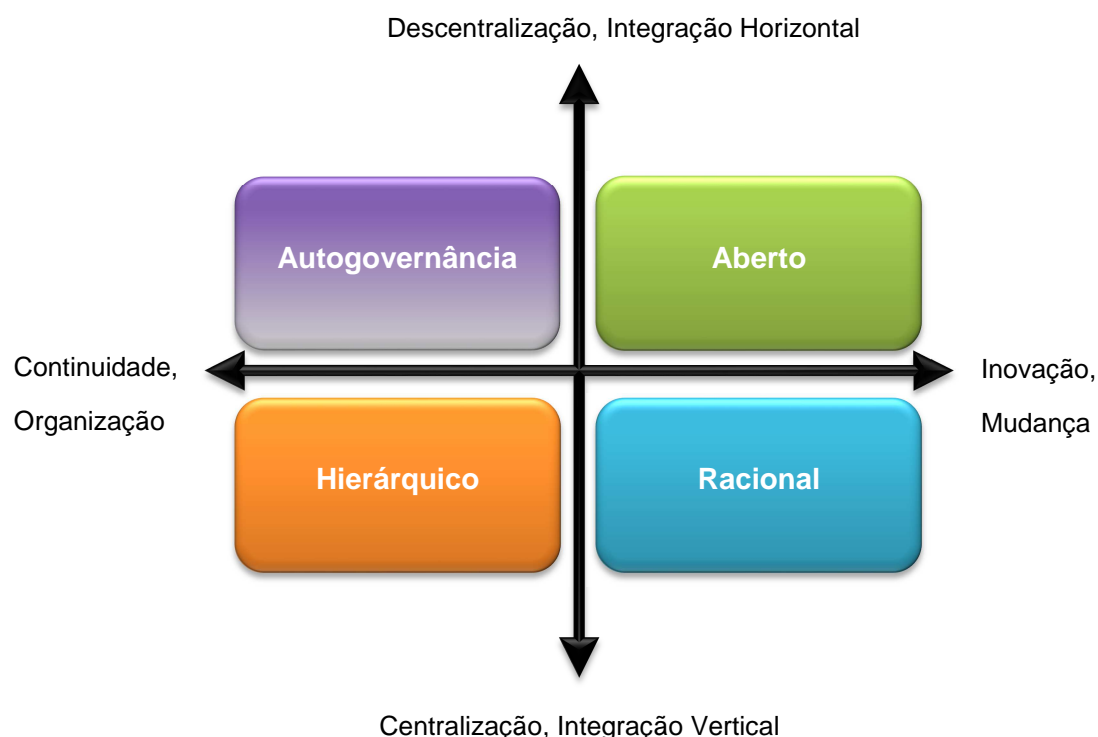 Descentralização, Integração Horizontal
Autogovernância
Aberto
Continuidade,
Organização
Inovação,
Mudança
Hierárquico
Racional
Centralização, Integração Vertical